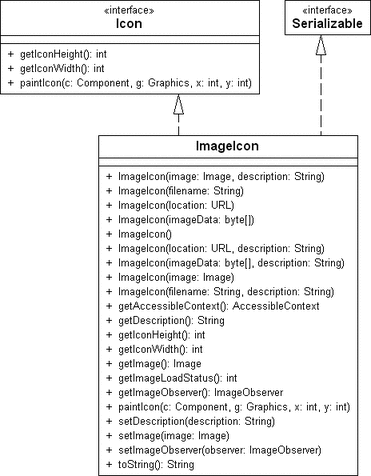 «interface»
Icon
+ getIconHeight(): int
+ getIconWidth(): int
+ paintIcon(c: Component, g: Graphics, x: int, y: int)
«interface»
Serializable
ImageIcon
+ ImageIcon(image: Image, description: String)
+ ImageIcon(filename: String)
+ ImageIcon(location: URL)
+ ImageIcon(imageData: byte[])
+ ImageIcon()
+ ImageIcon(location: URL, description: String)
+ ImageIcon(imageData: byte[], description: String)
+ ImageIcon(image: Image)
+ ImageIcon(filename: String, description: String)
+ getAccessibleContext(): AccessibleContext
+ getDescription(): String
+ getIconHeight(): int
+ getIconWidth(): int
+ getImage(): Image
+ getImageLoadStatus(): int
+ getImageObserver(): ImageObserver
+ paintIcon(c: Component, g: Graphics, x: int, y: int)
+ setDescription(description: String)
+ setImage(image: Image)
+ setImageObserver(observer: ImageObserver)
+ toString(): String